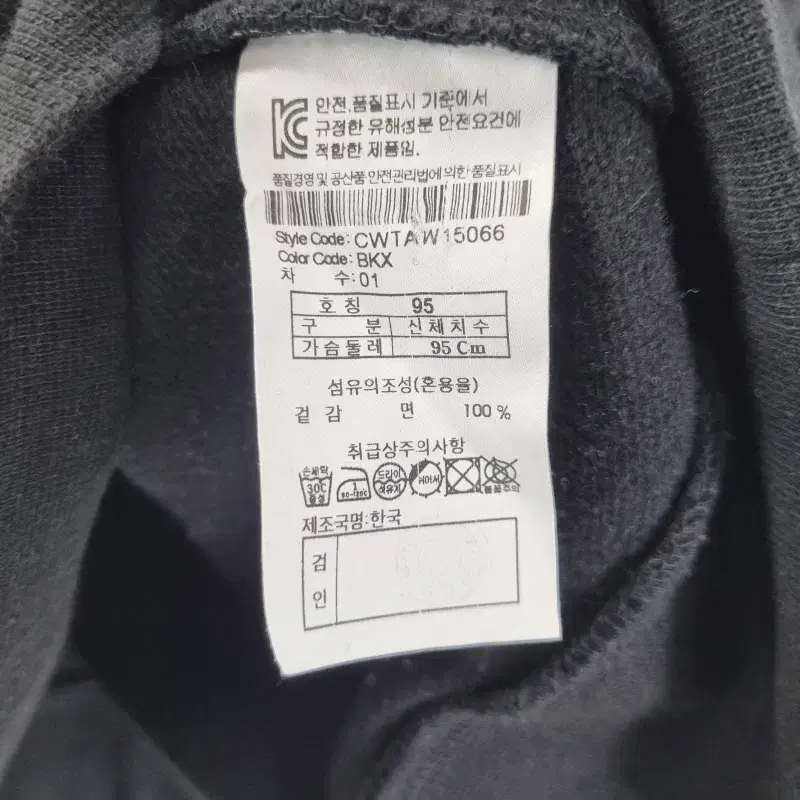 KC 안전.품질표시 기준에서
규정한 유해성분 안전요건에
적합한 제품임.
품질경영 및 공산품 안전관리법에 의한 품질표시
Style Code: CWTAW15066
Color Code: BKX
차 수:01
호 칭 95
구 분 신체치수
가슴둘레 95 Cm
섬유의조성(혼용율)
겉 감 면 100 %
취급상주의사항
손세탁 30C 중성 1 80-120C 드라이 석유계
제조국명:한국
검
인